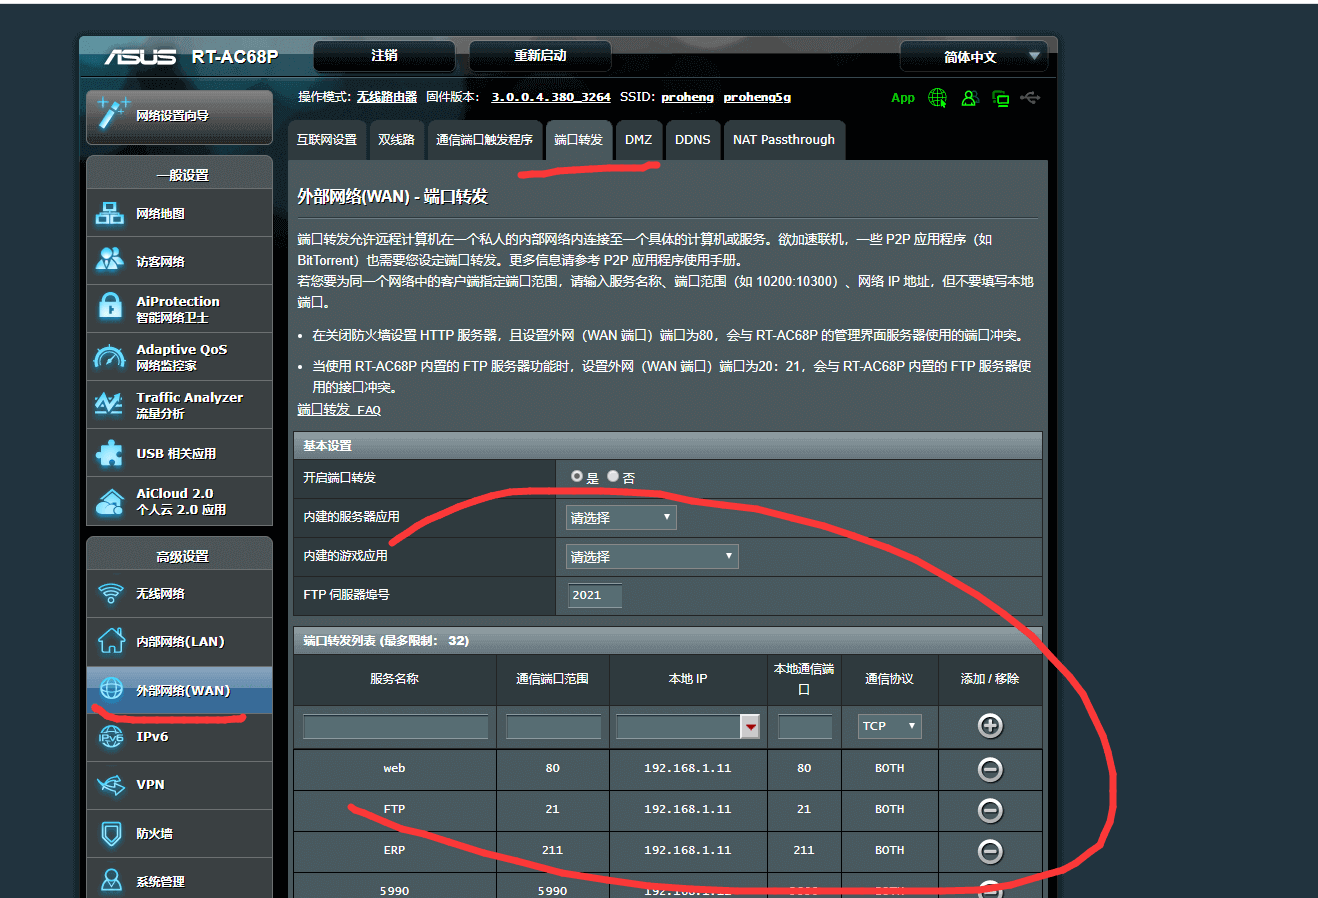 ASUS RT-AC68P 注销 重新启动 简体中文
操作模式: 无线路由器 固件版本: 3.0.0.4.380_3264 SSID: proheng proheng5g App
网络设置向导
一般设置
网络地图
访客网络
AiProtection
智能网络卫士
Adaptive QoS
网络监控家
Traffic Analyzer
流量分析
USB 相关应用
AiCloud 2.0
个人云 2.0 应用
高级设置
无线网络
内部网络(LAN)
外部网络(WAN)
IPv6
VPN
防火墙
系统管理
互联网设置 双线路 通信端口触发程序 端口转发 DMZ DDNS NAT Passthrough
外部网络(WAN) - 端口转发
端口转发允许远程计算机在一个私人的内部网络内连接至一个具体的计算机或服务。欲加速联机，一些 P2P 应用程序（如
BitTorrent）也需要您设定端口转发。更多信息请参考 P2P 应用程序使用手册。
若您要为同一个网络中的客户端指定端口范围，请输入服务名称、端口范围（如 10200:10300）、网络 IP 地址，但不要填写本地
端口。
• 在关闭防火墙设置 HTTP 服务器，且设置外网（WAN 端口）端口为80，会与 RT-AC68P 的管理界面服务器使用的端口冲突。
• 当使用 RT-AC68P 内置的 FTP 服务器功能时，设置外网（WAN 端口）端口为20：21，会与 RT-AC68P 内置的 FTP 服务器使
用的接口冲突。
端口转发 FAQ
基本设置
开启端口转发 是 否
内建的服务器应用 请选择
内建的游戏应用 请选择
FTP 伺服器埠号 2021
端口转发列表 (最多限制： 32)
服务名称 通信端口范围 本地 IP 本地通信端口 通信协议 添加 / 移除
TCP
web 80 192.168.1.11 80 BOTH
FTP 21 192.168.1.11 21 BOTH
ERP 211 192.168.1.11 211 BOTH
5990 5990